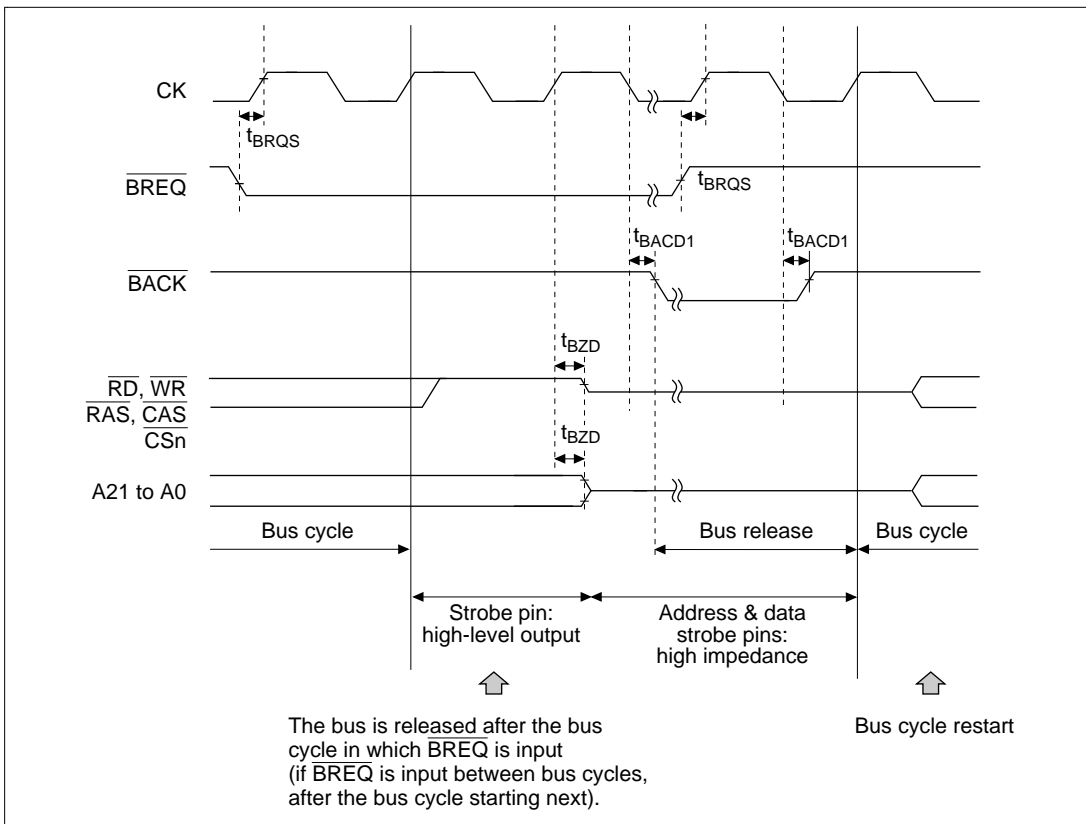 CK
tBRQS
BREQ
tBRQS
tBACD1
tBACD1
BACK
tBZD
RD, WR
RAS, CAS
CSn
tBZD
A21 to A0
Bus cycle
Bus release
Bus cycle
Strobe pin:
high-level output
Address & data
strobe pins:
high impedance
The bus is released after the bus
cycle in which BREQ is input
(if BREQ is input between bus cycles,
after the bus cycle starting next).
Bus cycle restart